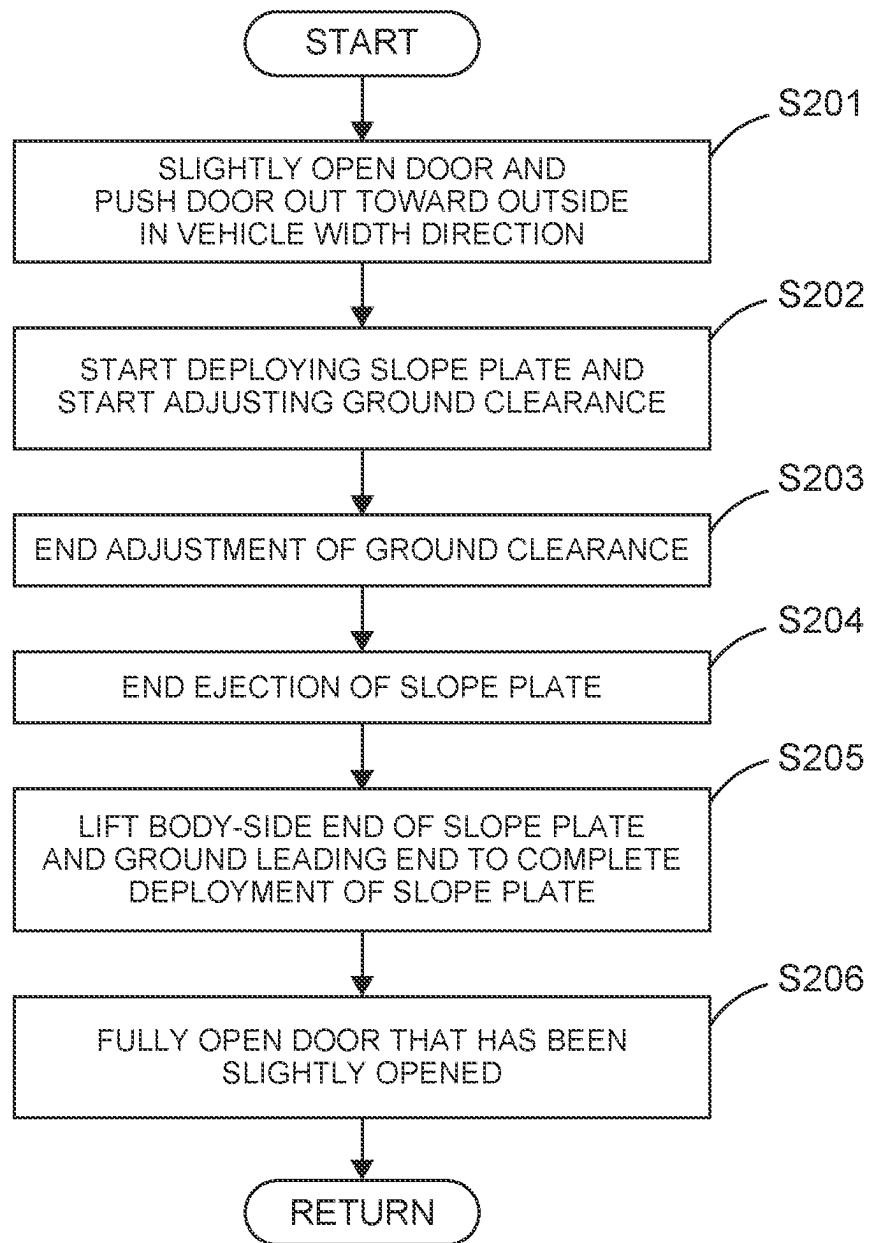 START
S201
SLIGHTLY OPEN DOOR AND
PUSH DOOR OUT TOWARD OUTSIDE
IN VEHICLE WIDTH DIRECTION
S202
START DEPLOYING SLOPE PLATE AND
START ADJUSTING GROUND CLEARANCE
S203
END ADJUSTMENT OF GROUND CLEARANCE
S204
END EJECTION OF SLOPE PLATE
S205
LIFT BODY-SIDE END OF SLOPE PLATE
AND GROUND LEADING END TO COMPLETE
DEPLOYMENT OF SLOPE PLATE
S206
FULLY OPEN DOOR THAT HAS BEEN
SLIGHTLY OPENED
RETURN